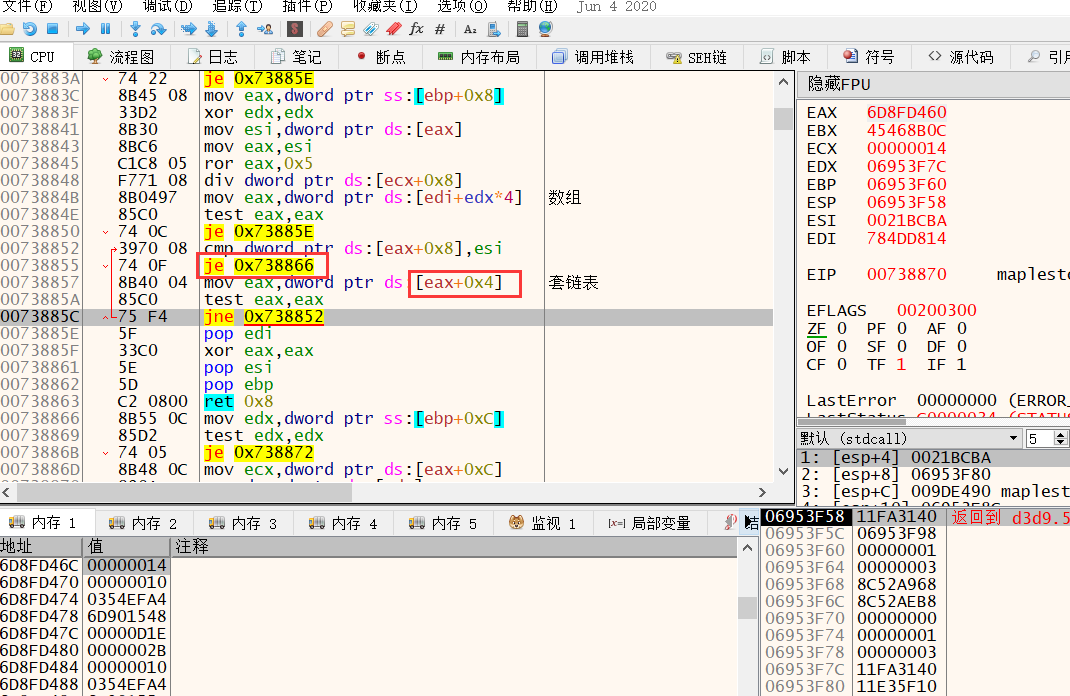 文件(F) 视图(V) 调试(D) 追踪(T) 插件(P) 收藏夹(I) 选项(O) 帮助(H) Jun 4 2020
CPU 流程图 日志 笔记 断点 内存布局 调用堆栈 SEH链 脚本 符号 源代码 引用
0073883A 74 22 je 0x73885E
0073883C 8B45 08 mov eax,dword ptr ss:[ebp+0x8]
0073883F 33D2 xor edx,edx
00738841 8B30 mov esi,dword ptr ds:[eax]
00738843 8BC6 mov eax,esi
00738845 C1C8 05 ror eax,0x5
00738848 F771 08 div dword ptr ds:[ecx+0x8]
0073884B 8B0497 mov eax,dword ptr ds:[edi+edx*4] 数组
0073884E 85C0 test eax,eax
00738850 74 0C je 0x73885E
00738852 3970 08 cmp dword ptr ds:[eax+0x8],esi
00738855 74 0F je 0x738866
00738857 8B40 04 mov eax,dword ptr ds:[eax+0x4] 套链表
0073885A 85C0 test eax,eax
0073885C 75 F4 jne 0x738852
0073885E 5F pop edi
0073885F 33C0 xor eax,eax
00738861 5E pop esi
00738862 5D pop ebp
00738863 C2 0800 ret 0x8
00738866 8B55 0C mov edx,dword ptr ss:[ebp+0xC]
00738869 85D2 test edx,edx
0073886B 74 05 je 0x738872
0073886D 8B48 0C mov ecx,dword ptr ds:[eax+0xC]
隐藏FPU
EAX 6D8FD460
EBX 45468B0C
ECX 00000014
EDX 06953F7C
EBP 06953F60
ESP 06953F58
ESI 0021BCBA
EDI 784DD814
EIP 00738870 maplesto
EFLAGS 00200300
ZF 0 PF 0 AF 0
OF 0 SF 0 DF 0
CF 0 TF 1 IF 1
LastError 00000000 (ERROR_
LastStatus C0000034 (STATUS
默认 (stdcall) 5
1: [esp+4] 0021BCBA
2: [esp+8] 06953F80
3: [esp+C] 009DE490 maplest
内存 1 内存 2 内存 3 内存 4 内存 5 监视 1 [x=] 局部变量
地址 值 注释
6D8FD46C 00000014
6D8FD470 00000010
6D8FD474 0354EFA4
6D8FD478 6D901548
6D8FD47C 00000D1E
6D8FD480 0000002B
6D8FD484 00000010
6D8FD488 0354EFA4
06953F58 11FA3140 返回到 d3d9.5
06953F5C 06953F98
06953F60 00000001
06953F64 00000003
06953F68 8C52A968
06953F6C 8C52AEB8
06953F70 00000000
06953F74 00000001
06953F78 00000003
06953F7C 11FA3140
06953F80 11E35F10